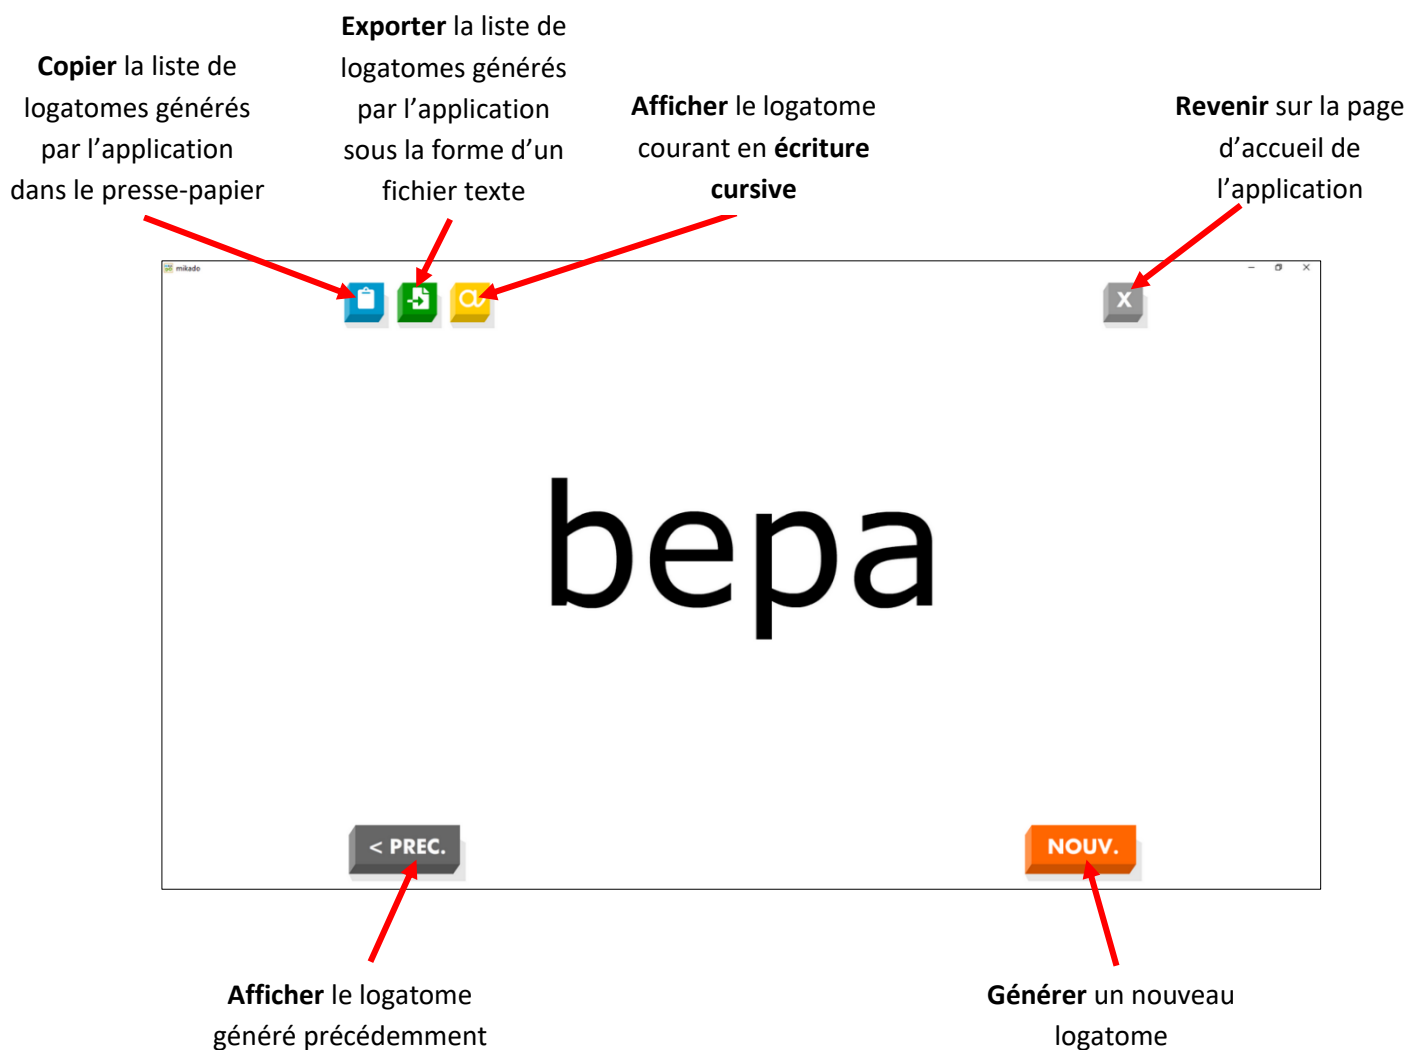 Copier la liste de
logatomes générés
par l’application
dans le presse-papier
Exporter la liste de
logatomes générés
par l’application
sous la forme d’un
fichier texte
Afficher le logatome
courant en écriture
cursive
Revenir sur la page
d’accueil de
l’application
mikado
X
bepa
< PREC.
NOUV.
Afficher le logatome
généré précédemment
Générer un nouveau
logatome